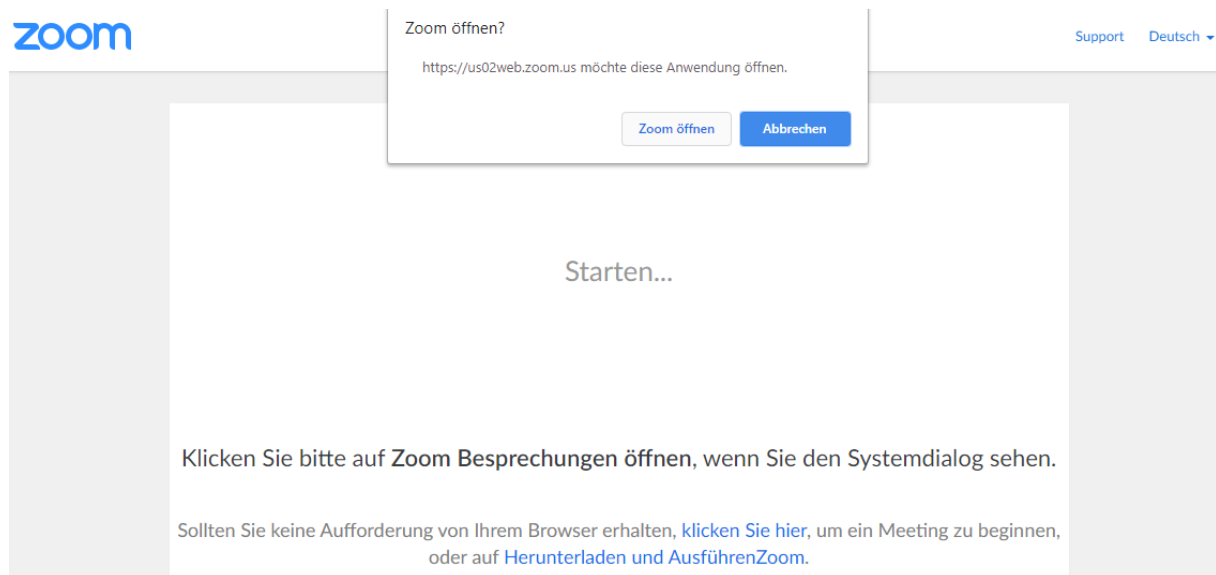 zoom
Support Deutsch
Zoom öffnen?
https://us02web.zoom.us möchte diese Anwendung öffnen.
Zoom öffnen Abbrechen
Starten...
Klicken Sie bitte auf Zoom Besprechungen öffnen, wenn Sie den Systemdialog sehen.
Sollten Sie keine Aufforderung von Ihrem Browser erhalten, klicken Sie hier, um ein Meeting zu beginnen,
oder auf Herunterladen und AusführenZoom.